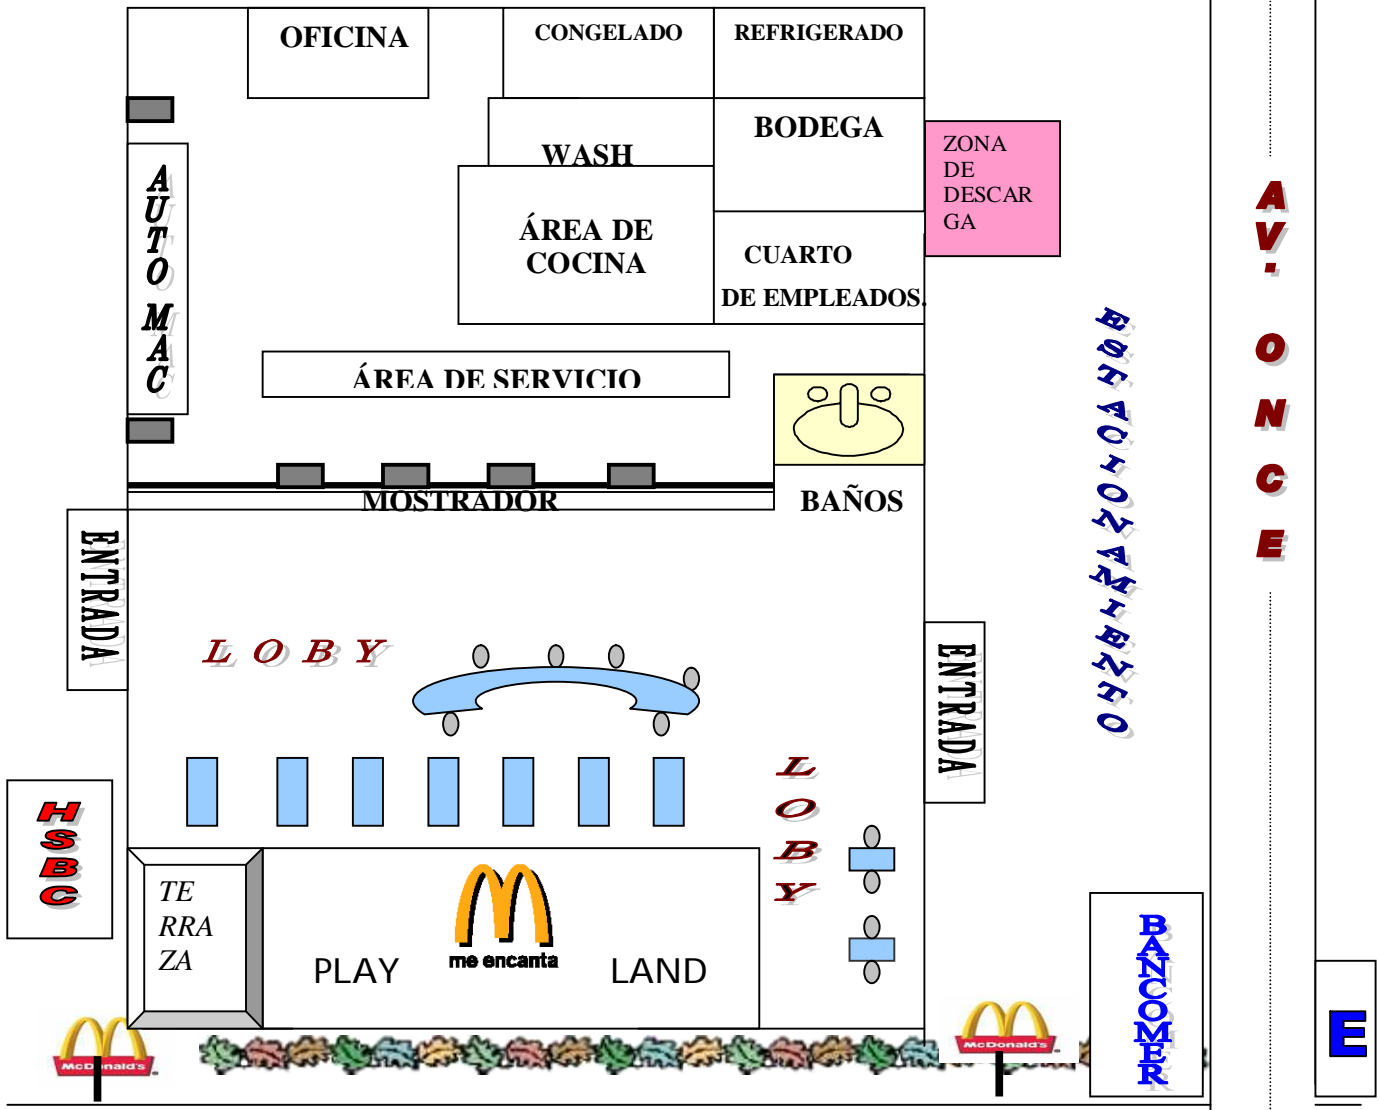 OFICINA
CONGELADO
REFRIGERADO
BODEGA
WASH
ZONA
DE
DESCAR
GA
AUTO MAC
ÁREA DE
COCINA
CUARTO
DE EMPLEADOS.
ÁREA DE SERVICIO
MOSTRADOR
BAÑOS
ENTRADA
LOBY
ENTRADA
LOBY
ESTACIONAMIENTO
AV. ONCE
HSBC
TE
RRA
ZA
me encanta
PLAY LAND
BANCOMER
E
McDonald's
McDonald's